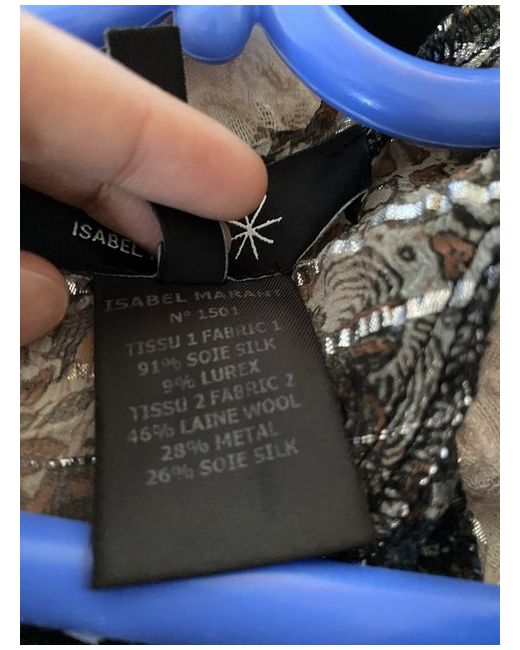 ISABEL
ISABEL MARANT
N° 1501
TISSU 1 FABRIC 1
91% SOIE SILK
9% LUREX
TISSU 2 FABRIC 2
46% LAINE WOOL
28% METAL
26% SOIE SILK